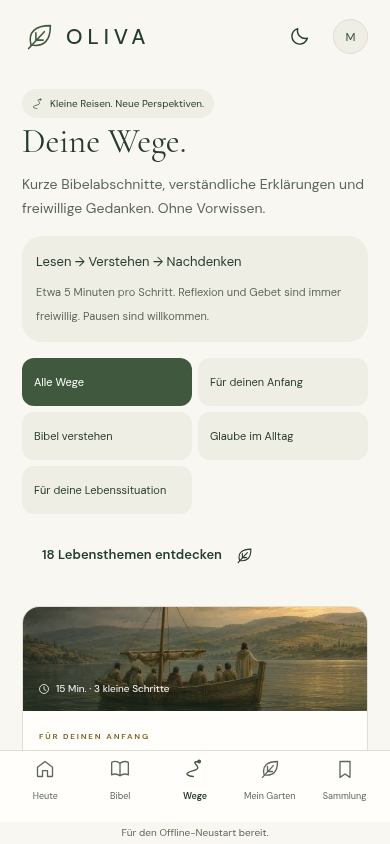 OLIVA
M
Kleine Reisen. Neue Perspektiven.
Deine Wege.
Kurze Bibelabschnitte, verständliche Erklärungen und
freiwillige Gedanken. Ohne Vorwissen.
Lesen → Verstehen → Nachdenken
Etwa 5 Minuten pro Schritt. Reflexion und Gebet sind immer
freiwillig. Pausen sind willkommen.
Alle Wege
Für deinen Anfang
Bibel verstehen
Glaube im Alltag
Für deine Lebenssituation
18 Lebensthemen entdecken
15 Min. · 3 kleine Schritte
FÜR DEINEN ANFANG
Heute
Bibel
Wege
Mein Garten
Sammlung
Für den Offline-Neustart bereit.